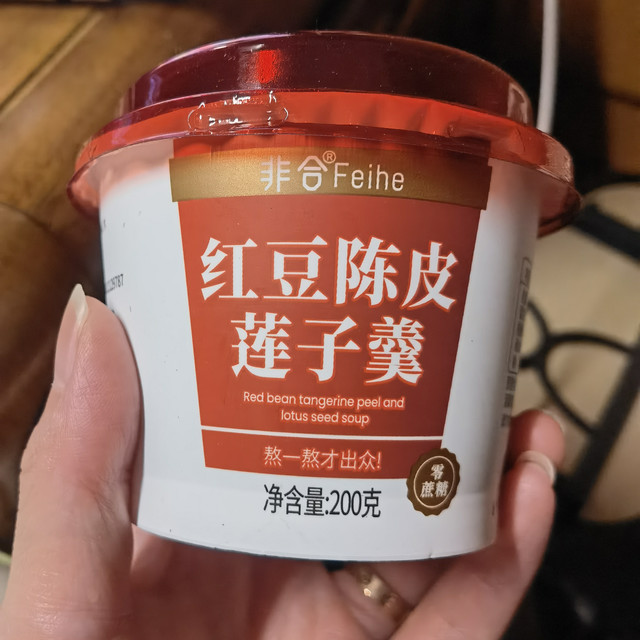 非合®Feihe
红豆陈皮
莲子羹
Red bean tangerine peel and
lotus seed soup
熬一熬才出众!
零
蔗糖
净含量:200克